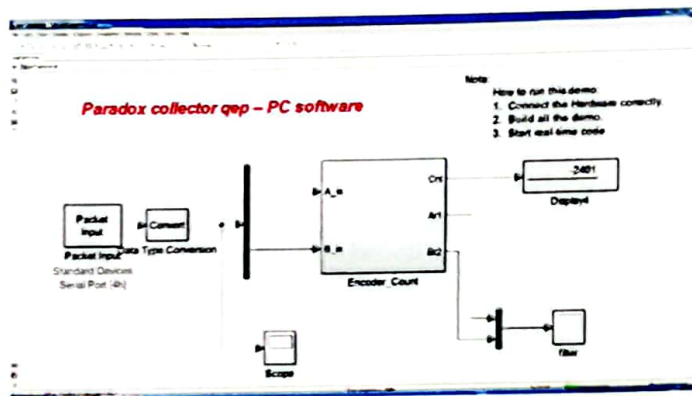 Paradox collector qep – PC software
Note:
How to run this demo:
1. Connect the Hardware correctly.
2. Build all the demo.
3. Start real-time code
Packet
Input
Packet Input
Standard Devices
Serial Port [4h]
Convert
Data Type Conversion
A_in
B_in
Cnt
Encoder_Count
-2401
Display4
Scope
filter